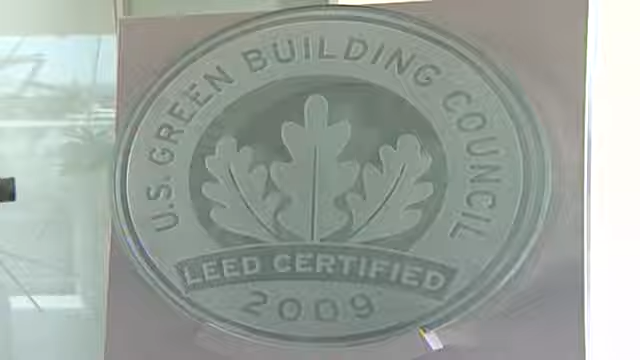 U.S. GREEN BUILDING COUNCIL
LEED CERTIFIED
2009